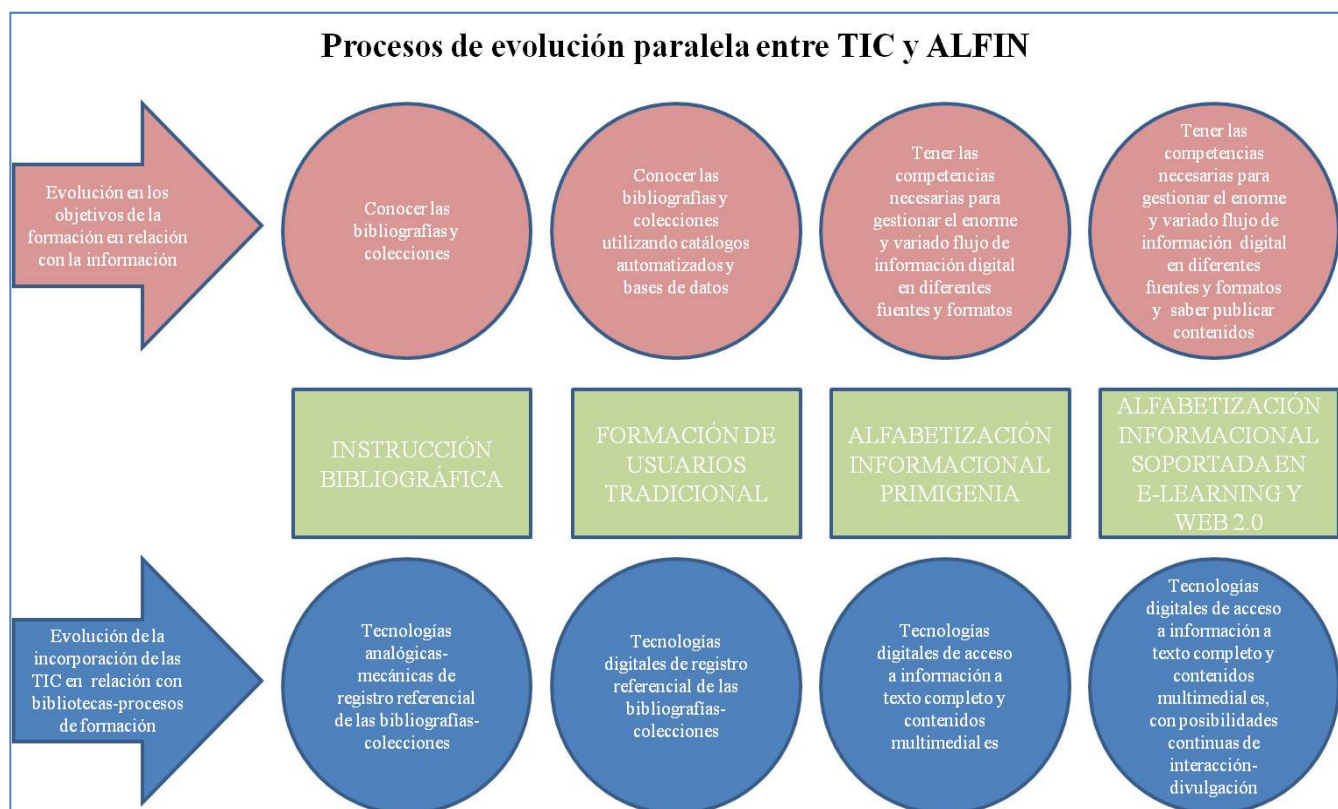 Procesos de evolución paralela entre TIC y ALFIN
Evolución en los
objetivos de la
formación en relación
con la información
Conocer las
bibliografías y
colecciones
Conocer las
bibliografías y
colecciones
utilizando catálogos
automatizados y
bases de datos
Tener las
competencias
necesarias para
gestionar el enorme
y variado flujo de
información digital
en diferentes
fuentes y formatos
Tener las
competencias
necesarias para
gestionar el enorme
y variado flujo de
información digital
en diferentes
fuentes y formatos
y saber publicar
contenidos
INSTRUCCIÓN
BIBLIOGRÁFICA
FORMACIÓN DE
USUARIOS
TRADICIONAL
ALFABETIZACIÓN
INFORMACIONAL
PRIMIGENIA
ALFABETIZACIÓN
INFORMACIONAL
SOPORTADA EN
E-LEARNING Y
WEB 2.0
Evolución de la
incorporación de las
TIC en relación con
bibliotecas-procesos
de formación
Tecnologías
analógicas-
mecánicas de
registro referencial
de las bibliografías-
colecciones
Tecnologías
digitales de registro
referencial de las
bibliografías-
colecciones
Tecnologías
digitales de acceso
a información a
texto completo y
contenidos
multimedial es
Tecnologías
digitales de acceso
a información a
texto completo y
contenidos
multimedial es,
con posibilidades
continuas de
interacción-
divulgación